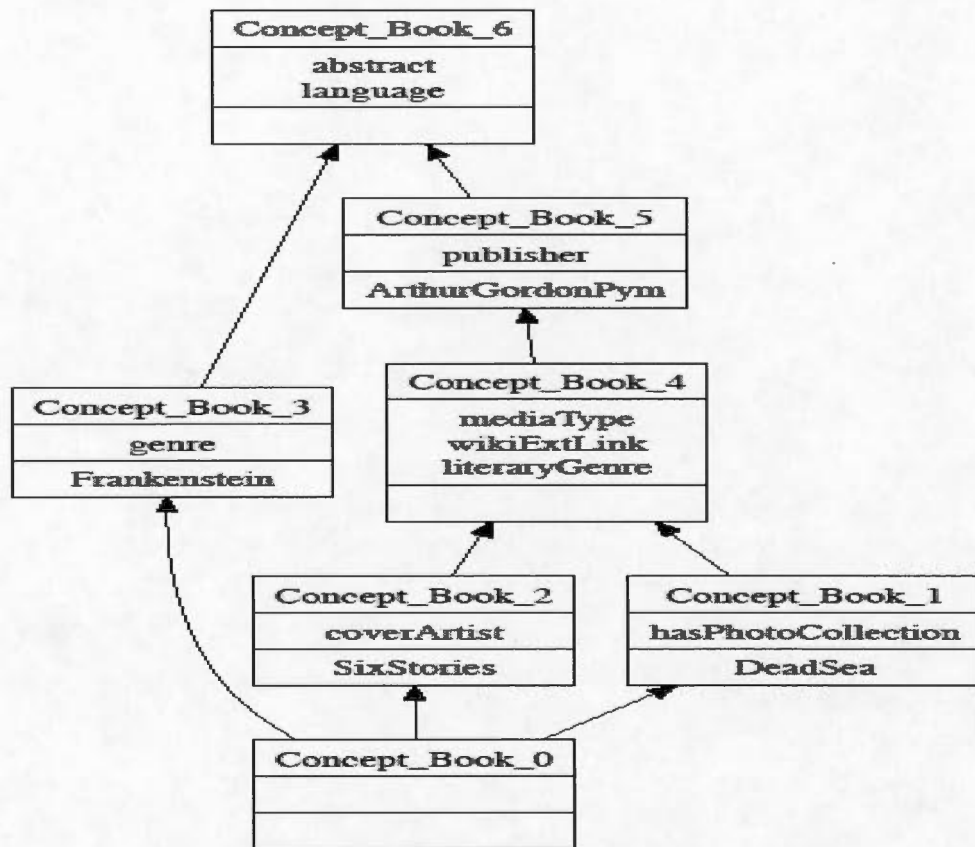 Concept_Book_6
abstract
language
Concept_Book_5
publisher
ArthurGordonPym
Concept_Book_4
mediaType
wikiExtLink
literaryGenre
Concept_Book_3
genre
Frankenstein
Concept_Book_2
coverArtist
SixStories
Concept_Book_1
hasPhotoCollection
DeadSea
Concept_Book_0